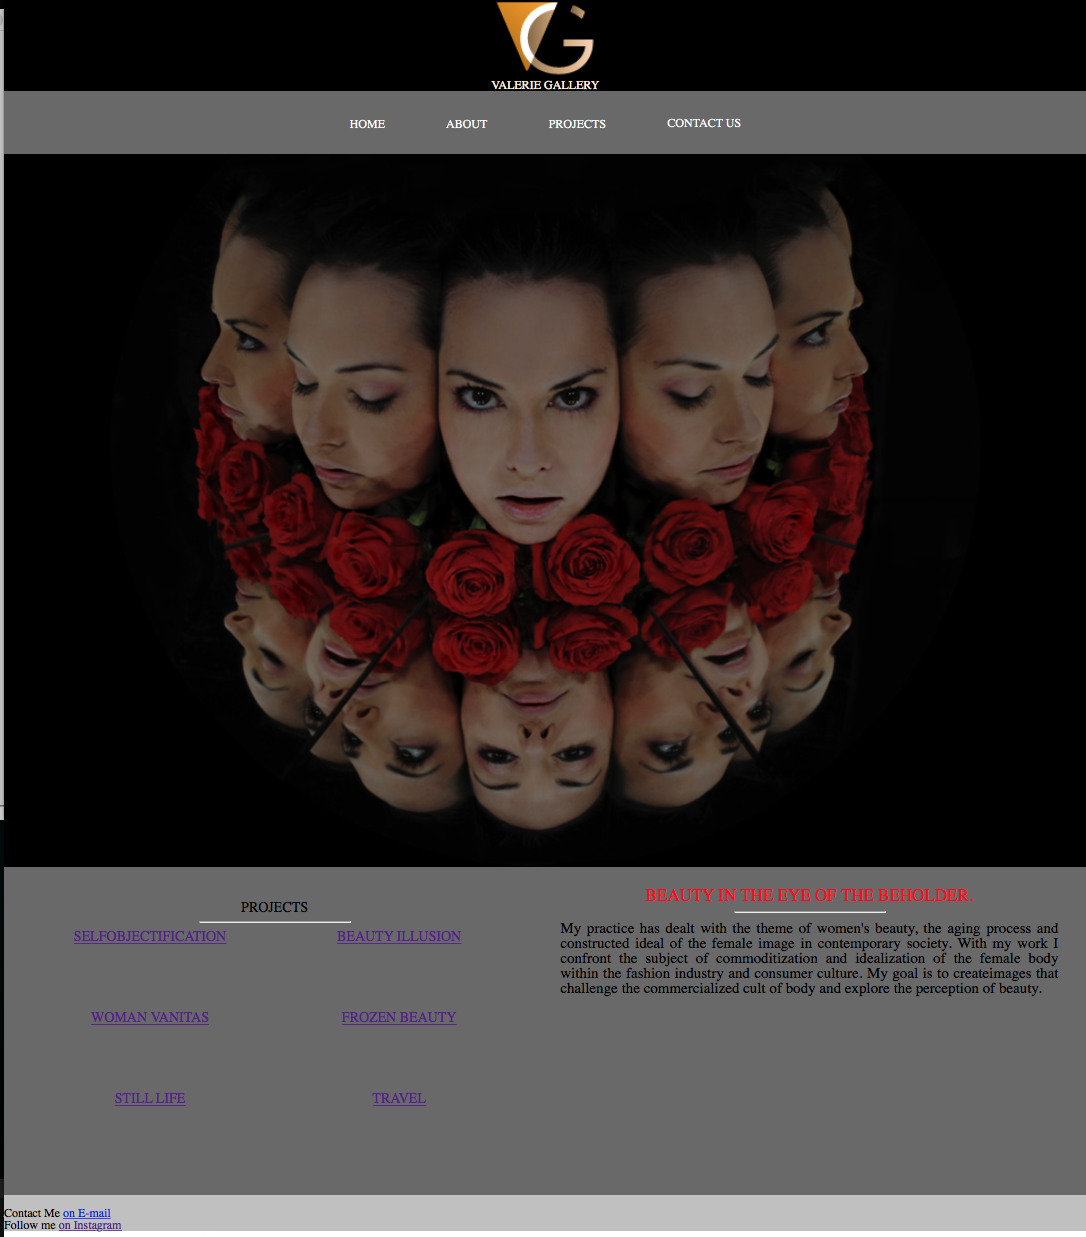 VG
VALERIE GALLERY
HOME ABOUT PROJECTS CONTACT US
PROJECTS
SELFOBJECTIFICATION BEAUTY ILLUSION
WOMAN VANITAS FROZEN BEAUTY
STILL LIFE TRAVEL
BEAUTY IN THE EYE OF THE BEHOLDER.
My practice has dealt with the theme of women's beauty, the aging process and
constructed ideal of the female image in contemporary society. With my work I
confront the subject of commoditization and idealization of the female body
within the fashion industry and consumer culture. My goal is to createimages that
challenge the commercialized cult of body and explore the perception of beauty.
Contact Me on E-mail
Follow me on Instagram